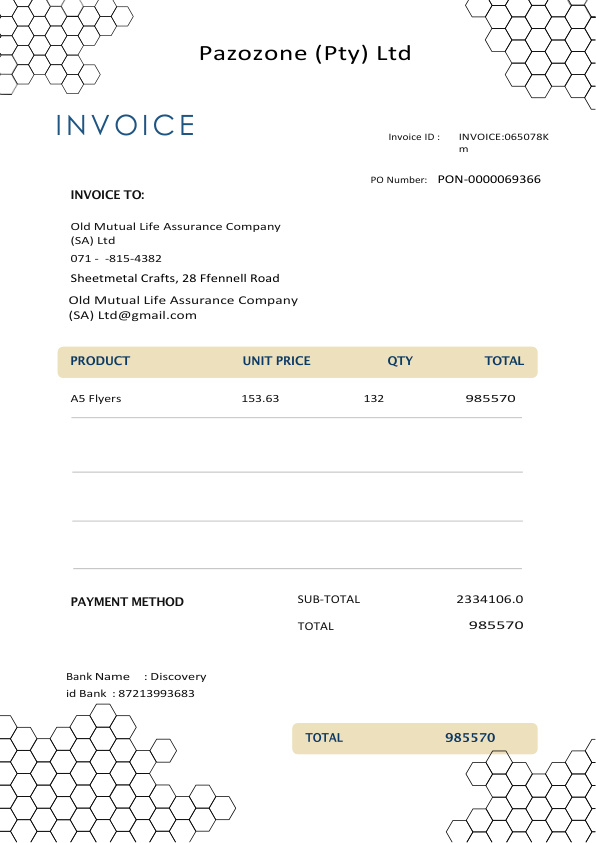 Pazozone (Pty) Ltd
INVOICE
Invoice ID : INVOICE:065078K
m
PO Number: PON-0000069366
INVOICE TO:
Old Mutual Life Assurance Company
(SA) Ltd
071 - -815-4382
Sheetmetal Crafts, 28 Ffennell Road
Old Mutual Life Assurance Company
(SA) Ltd@gmail.com
PRODUCT UNIT PRICE QTY TOTAL
A5 Flyers 153.63 132 985570
PAYMENT METHOD
SUB-TOTAL 2334106.0
TOTAL 985570
Bank Name : Discovery
id Bank : 87213993683
TOTAL 985570